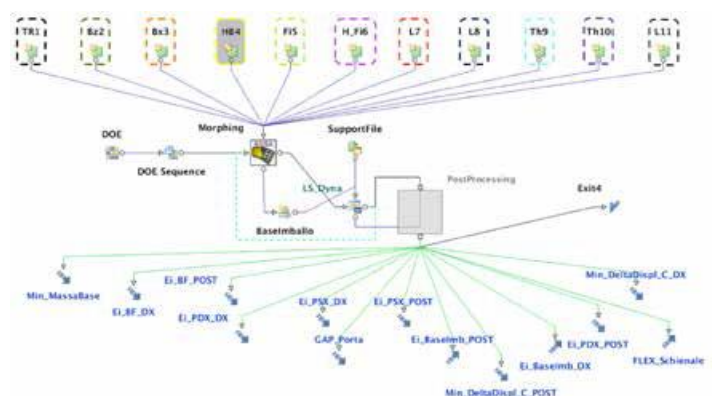 TR1 Bz2 Bx3 HB4 Fi5 H_Fi6 L7 L8 Th9 Th10 L11
Morphing
SupportFile
DOE
DOE Sequence
LS_Dyna
PostProcessing
Exit4
BaseImballo
Min_MassaBase
Ei_BF_DX
Ei_BF_POST
Ei_PDX_DX
Ei_PSX_DX
GAP_Porta
Ei_PSX_POST
Ei_BaseImb_POST
Min_DeltaDispl_C_POST
Ei_BaseImb_DX
Ei_PDX_POST
Min_DeltaDispl_C_DX
FLEX_Schienale